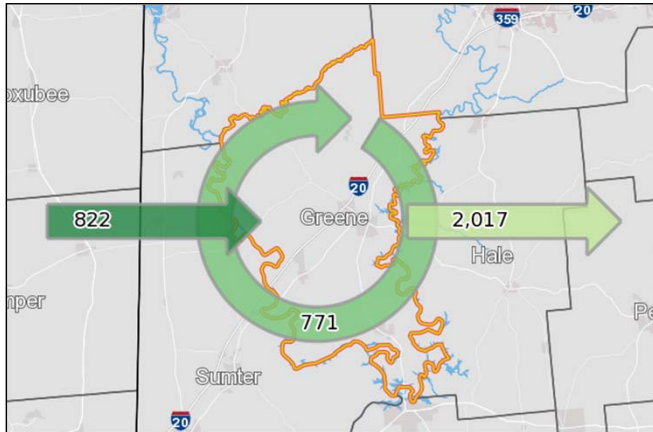 359
20
oxubee
20
Greene
822
2,017
Hale
mper
Pe
771
Sumter
20